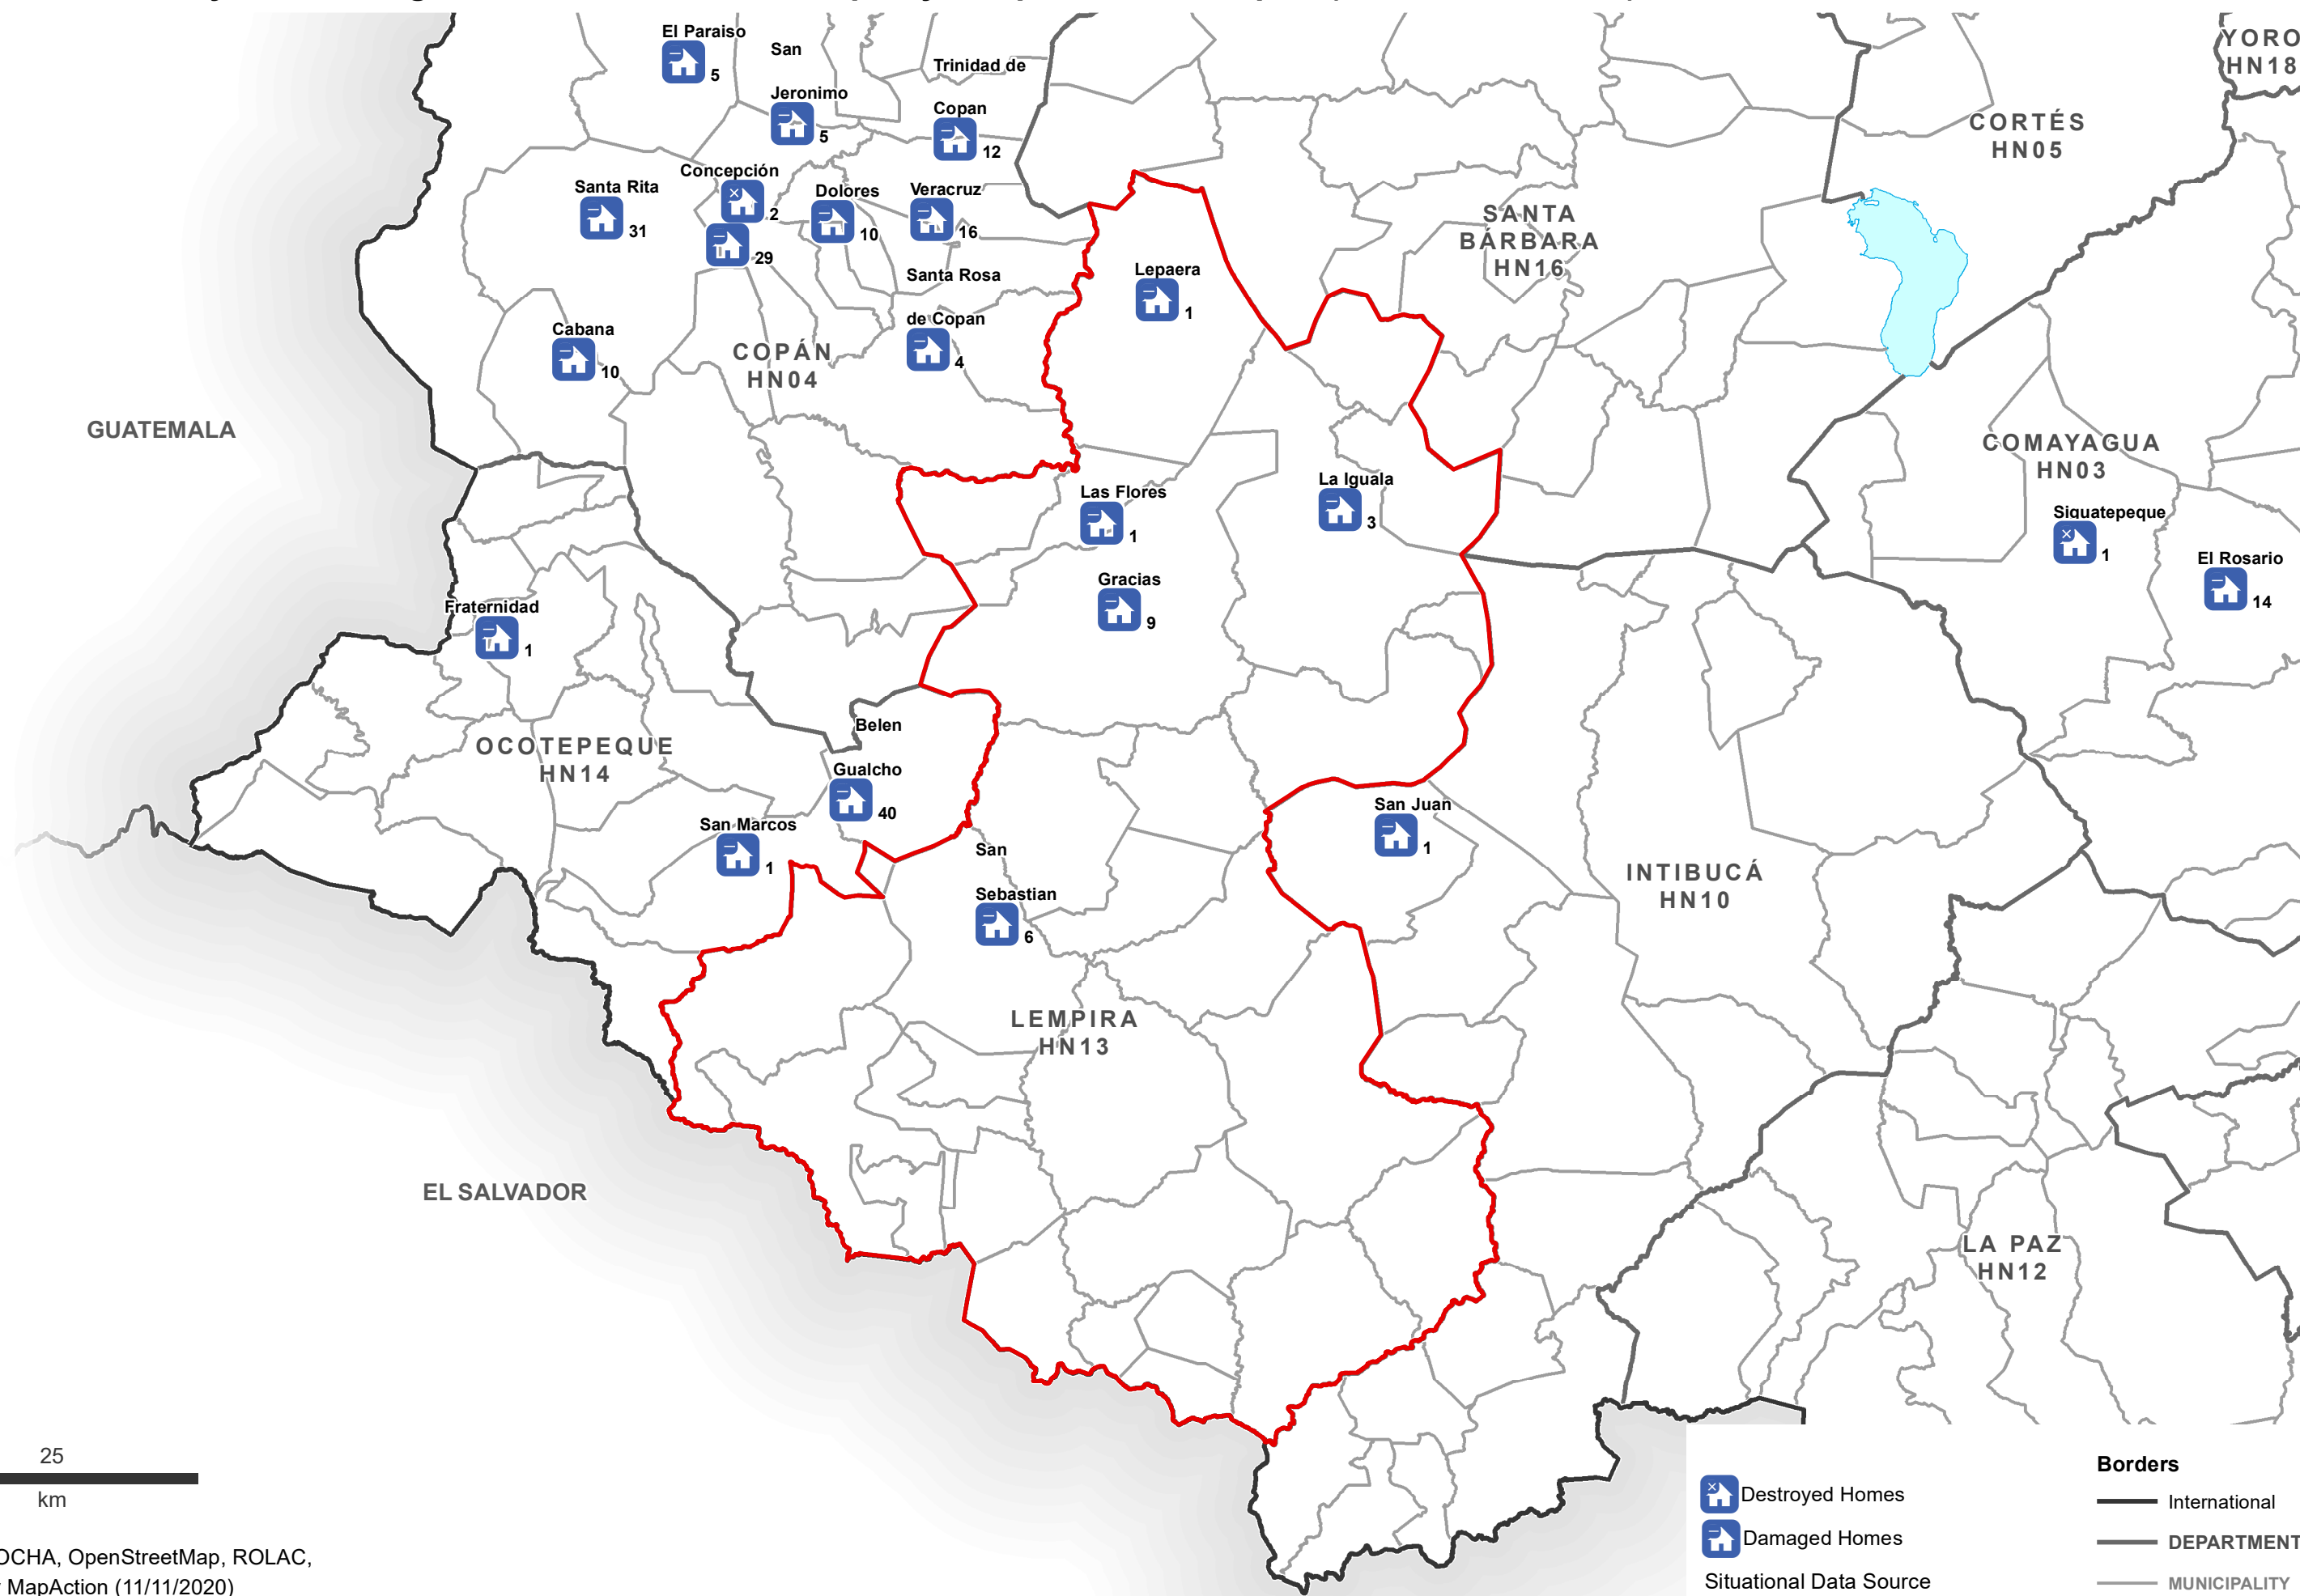 El Paraiso
5
San
Jeronimo
5
Trinidad de
Copan
12
YORO
HN18
CORTÉS
HN05
Santa Rita
31
Concepción
2
29
Dolores
10
Veracruz
16
Santa Rosa
de Copan
4
Lepaera
1
SANTA
BÁRBARA
HN16
Cabana
10
COPÁN
HN04
GUATEMALA
COMAYAGUA
HN03
La Iguala
3
Las Flores
1
Siguatepeque
1
El Rosario
14
Gracias
9
Fraternidad
1
Belen
Gualcho
40
OCOTEPEQUE
HN14
San Marcos
1
San Juan
1
San
Sebastian
6
INTIBUCÁ
HN10
LEMPIRA
HN13
EL SALVADOR
LA PAZ
HN12
25
km
OCHA, OpenStreetMap, ROLAC,
MapAction (11/11/2020)
Destroyed Homes
Damaged Homes
Situational Data Source
Borders
International
DEPARTMENT
MUNICIPALITY